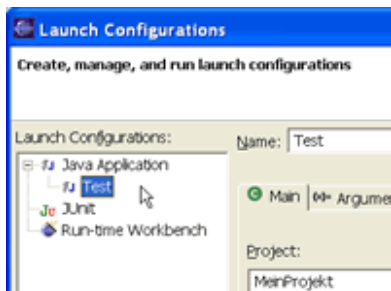 Launch Configurations
Create, manage, and run launch configurations
Launch Configurations:
Name: Test
Java Application
Test
Main Argume
JUnit
Run-time Workbench
Project:
MeinProjekt